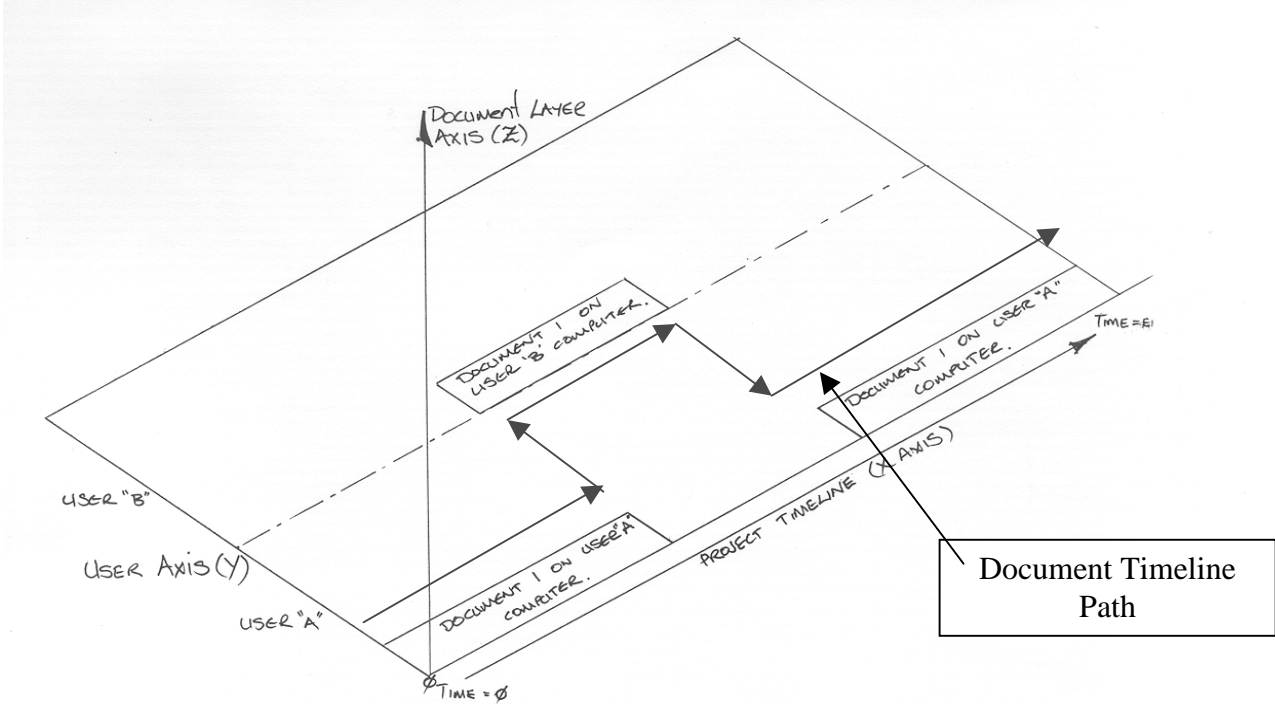 DOCUMENT LAYER
AXIS (Z)
DOCUMENT 1 ON
USER "B" COMPUTER.
DOCUMENT 1 ON USER "A"
COMPUTER.
TIME = E
USER "B"
USER AXIS (Y)
USER "A"
DOCUMENT 1 ON USER "A"
COMPUTER.
PROJECT TIMELINE (X AXIS)
Ø TIME = Ø
Document Timeline
Path